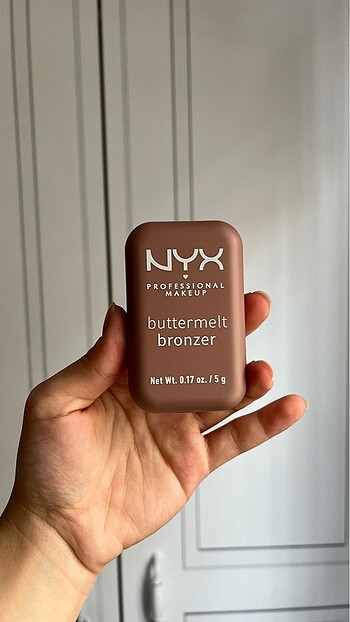 NYX
PROFESSIONAL
MAKEUP
buttermelt
bronzer
Net Wt. 0.17 oz. / 5 g